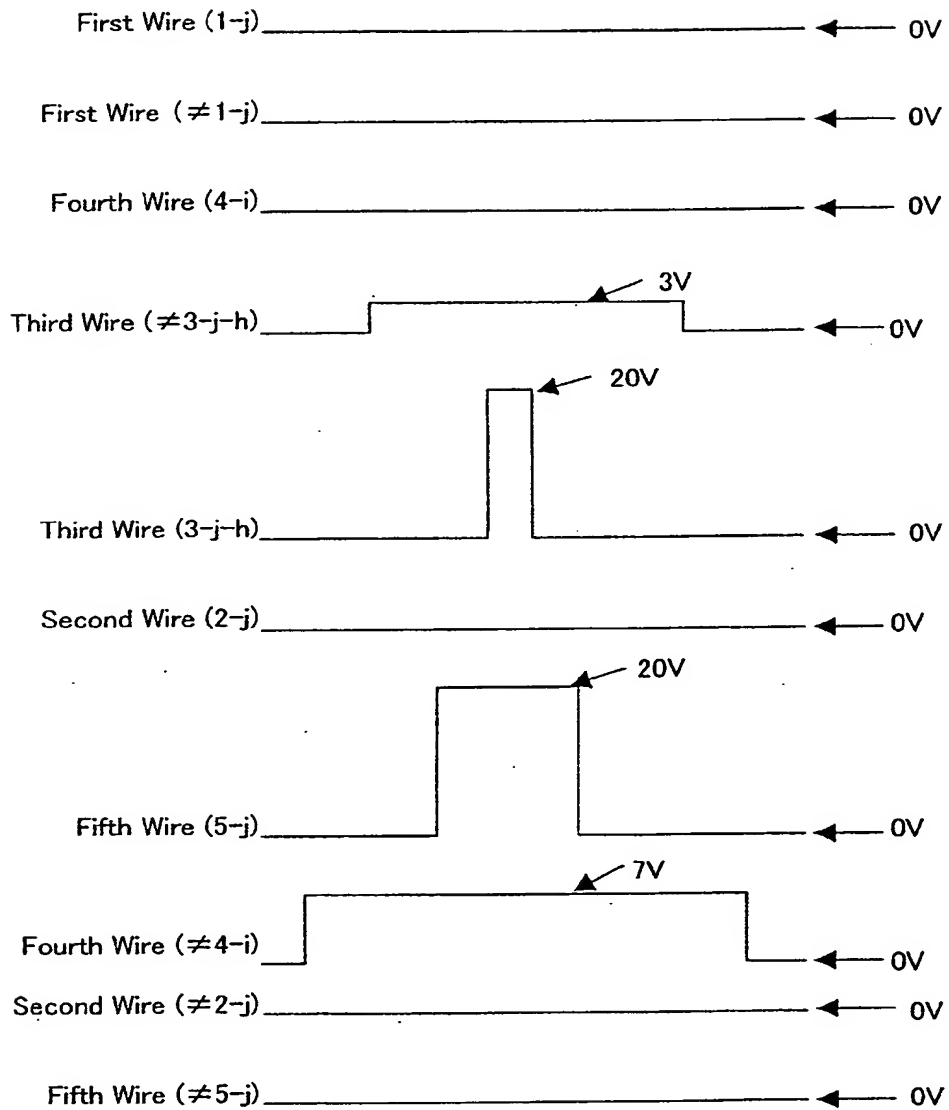 First Wire (1-j) 0V
First Wire (≠1-j) 0V
Fourth Wire (4-i) 0V
3V
Third Wire (≠3-j-h) 0V
20V
Third Wire (3-j-h) 0V
Second Wire (2-j) 0V
20V
Fifth Wire (5-j) 0V
7V
Fourth Wire (≠4-i) 0V
Second Wire (≠2-j) 0V
Fifth Wire (≠5-j) 0V